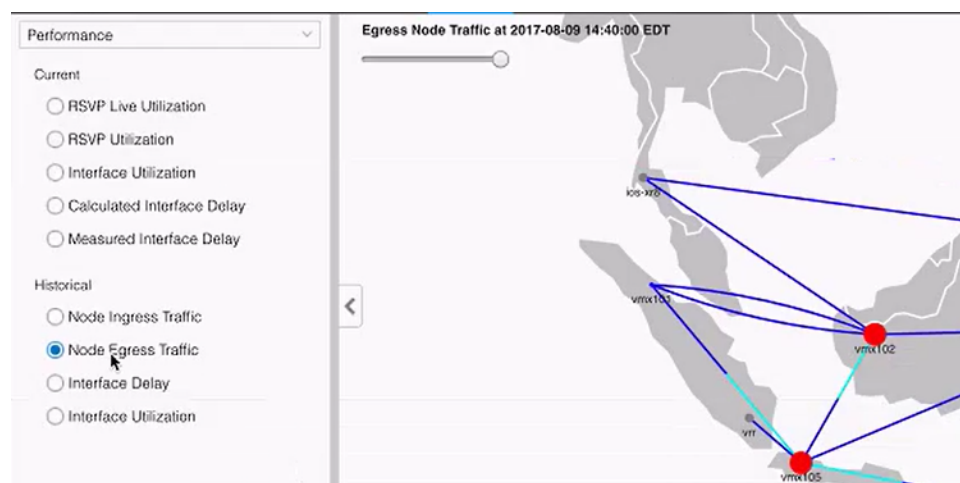 Performance
Egress Node Traffic at 2017-08-09 14:40:00 EDT
Current
RSVP Live Utilization
RSVP Utilization
Interface Utilization
Calculated Interface Delay
Measured Interface Delay
Historical
Node Ingress Traffic
Node Egress Traffic
Interface Delay
Interface Utilization
ios-xr8
vmx101
vmx102
vrr
vmx105